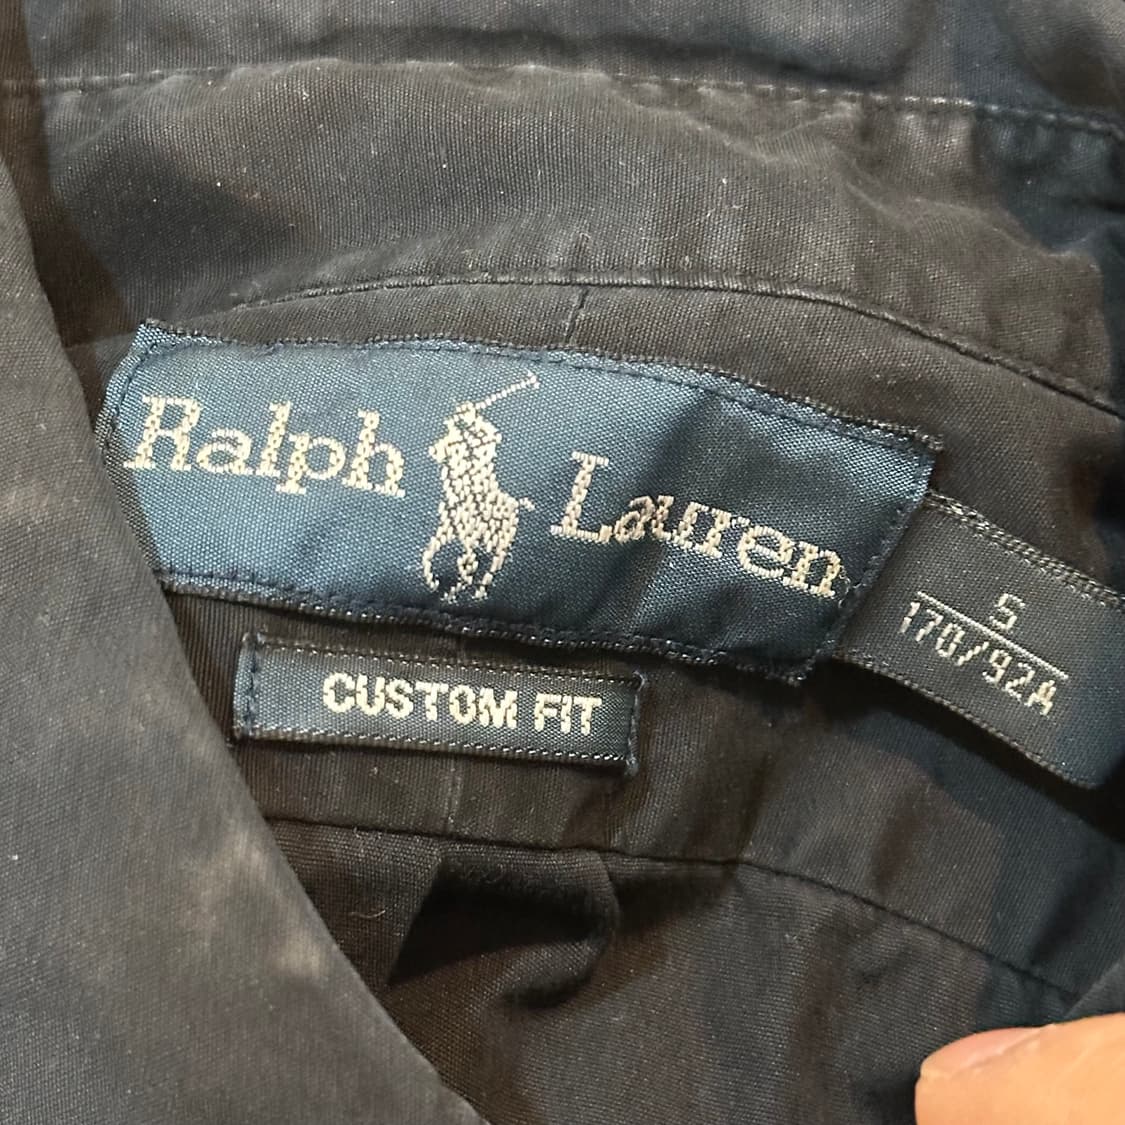 Ralph Lauren
S
170/92A
CUSTOM FIT